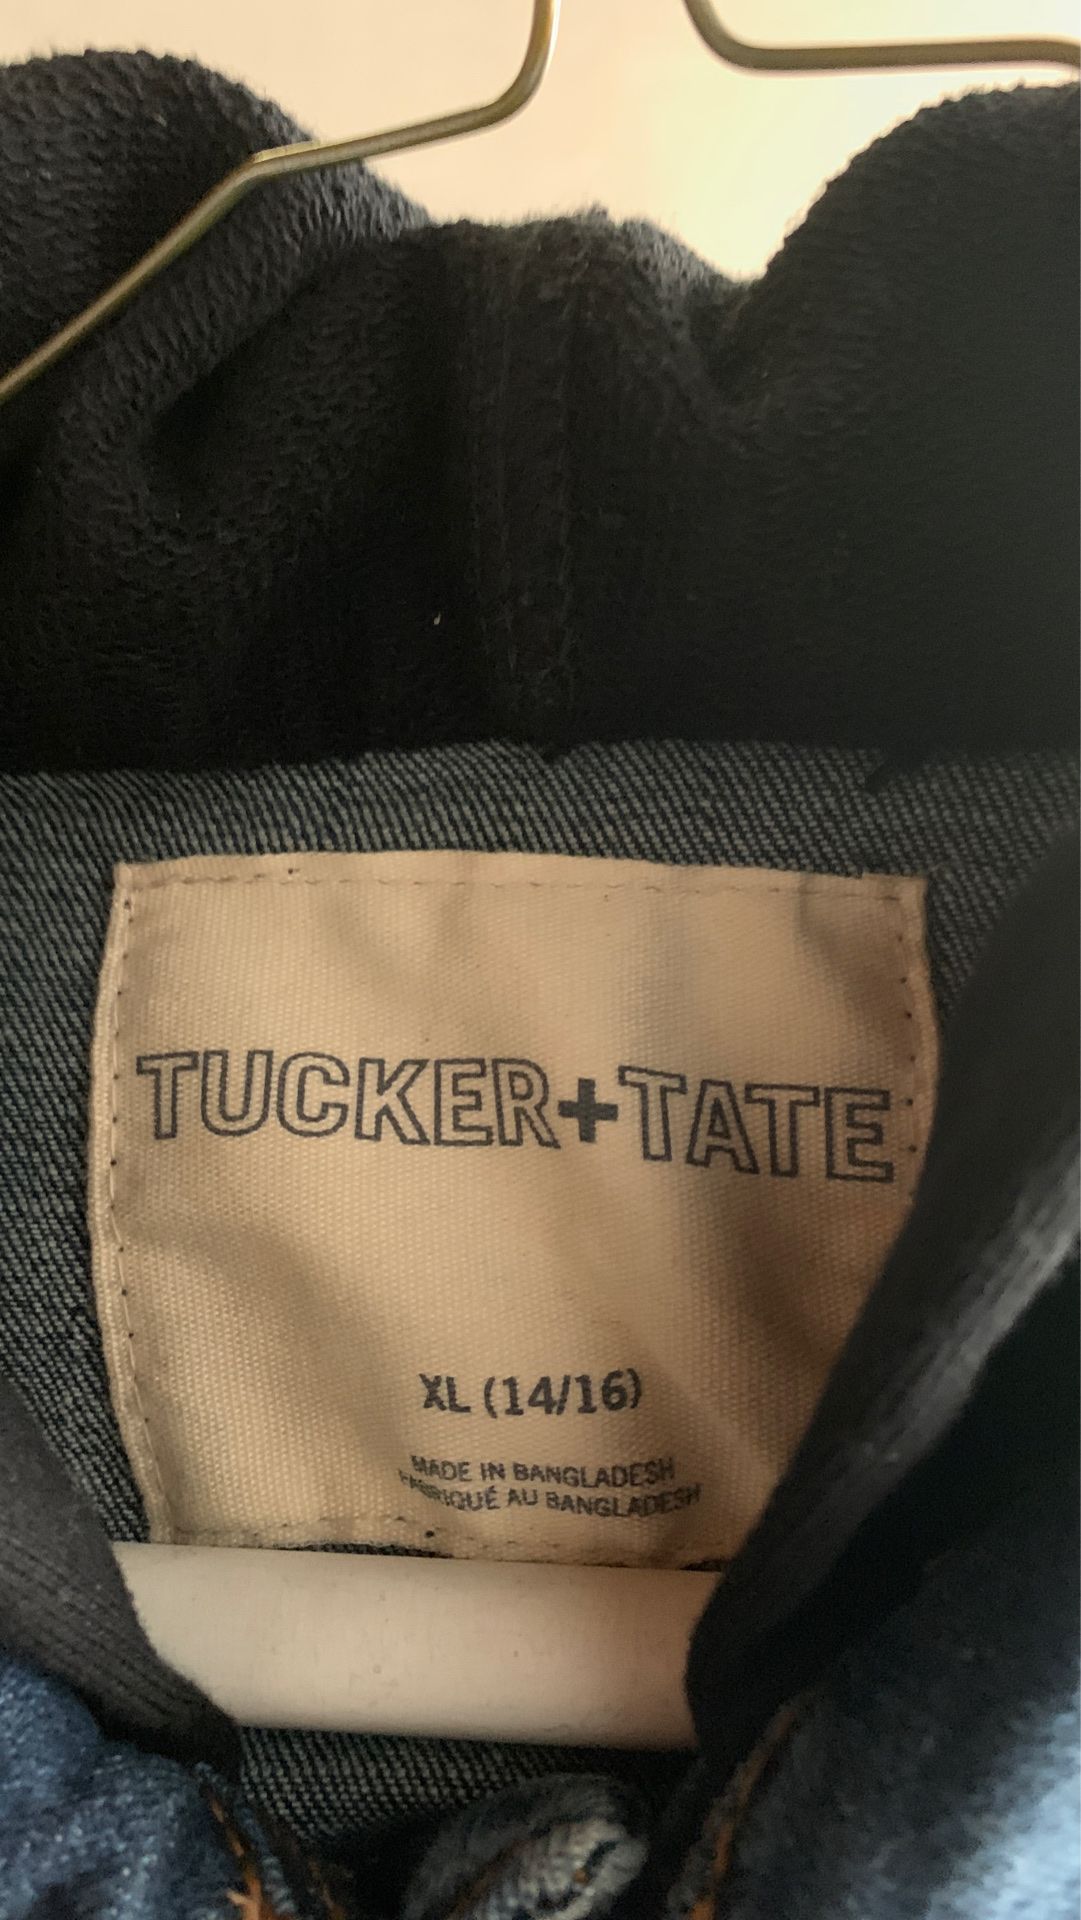 TUCKER+TATE
XL (14/16)
MADE IN BANGLADESH
FABRIQUÉ AU BANGLADESH